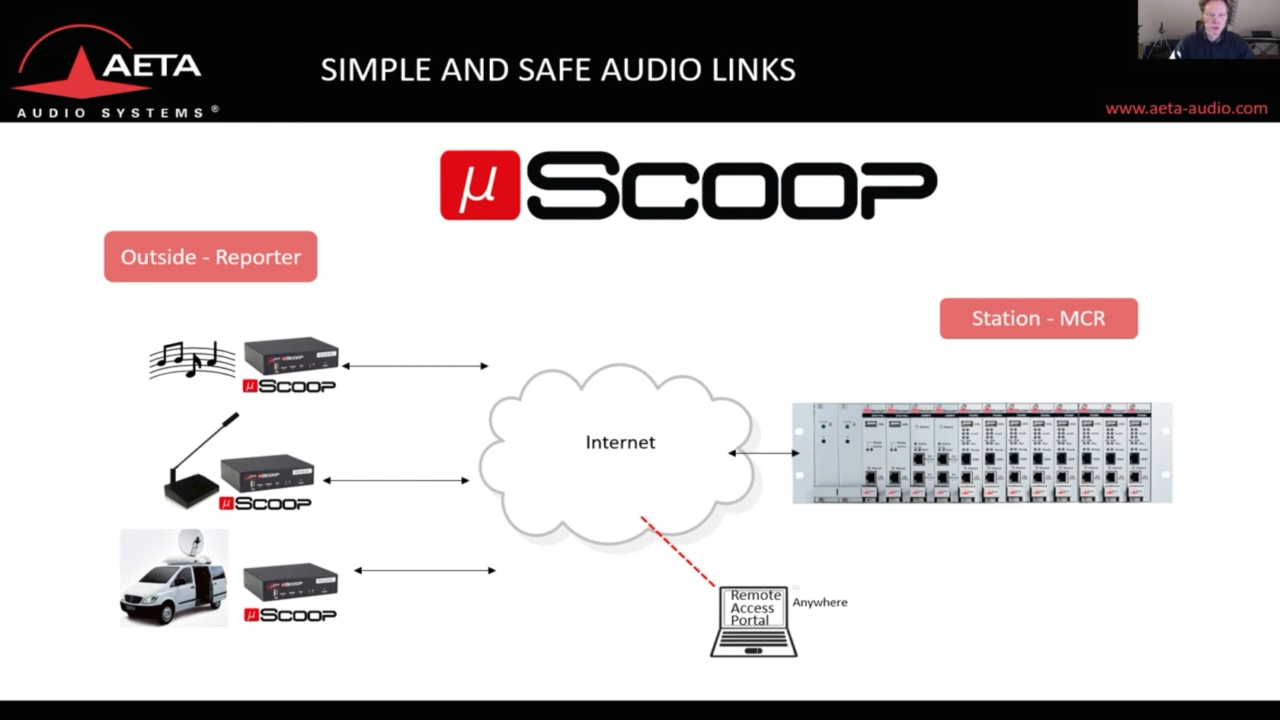 AETA
AUDIO SYSTEMS ®
SIMPLE AND SAFE AUDIO LINKS
www.aeta-audio.com
µSCOOP
Outside - Reporter
Station - MCR
µSCOOP
µSCOOP
µSCOOP
Internet
Remote
Access
Portal
Anywhere